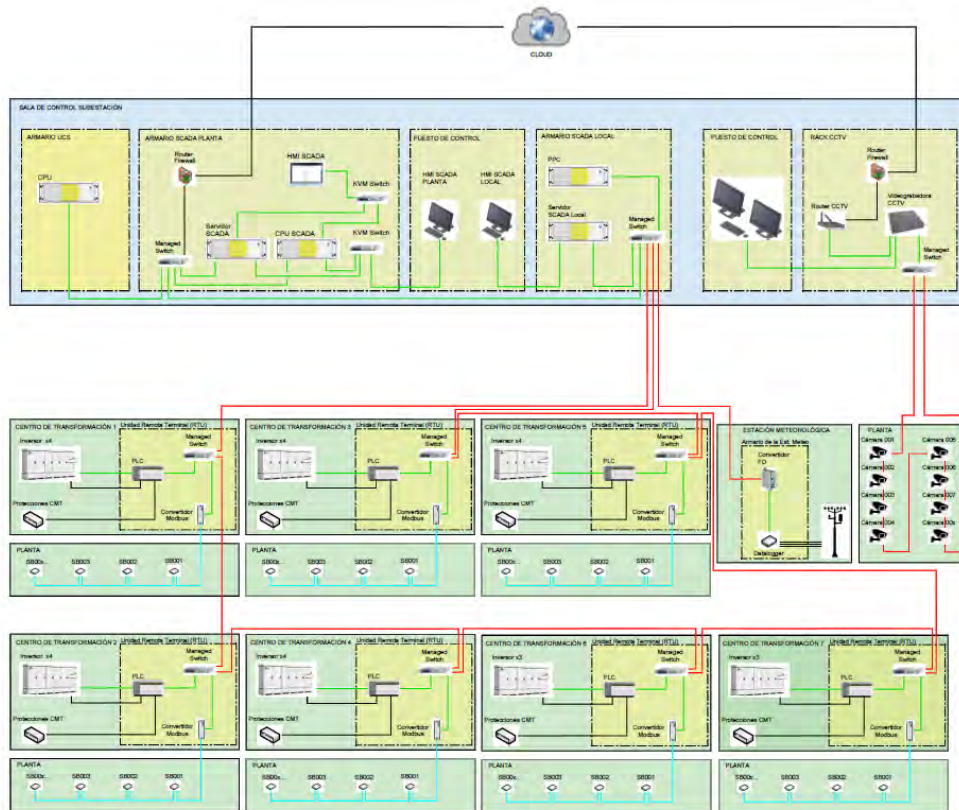 CLOUD
SALA DE CONTROL SUBESTACIÓN
ARMARIO UCS
CPU
ARMARIO SCADA PLANTA
Router
Firewall
HMI SCADA
KVM Switch
Servidor
SCADA
CPU SCADA
KVM Switch
Managed
Switch
PUESTO DE CONTROL
HMI SCADA
PLANTA
HMI SCADA
LOCAL
ARMARIO SCADA LOCAL
PPC
Servidor
SCADA Local
Managed
Switch
PUESTO DE CONTROL
RACK CCTV
Router
Firewall
Router CCTV
Videograbadora
CCTV
Managed
Switch
CENTRO DE TRANSFORMACIÓN 1
Unidad Remota Terminal (RTU)
Inversor x4
Managed
Switch
PLC
Protecciones CMT
Convertidor
Modbus
PLANTA
SB00x...
SB003
SB002
SB001
CENTRO DE TRANSFORMACIÓN 3
Unidad Remota Terminal (RTU)
Inversor x4
Managed
Switch
PLC
Protecciones CMT
Convertidor
Modbus
PLANTA
SB00x...
SB003
SB002
SB001
CENTRO DE TRANSFORMACIÓN 5
Unidad Remota Terminal (RTU)
Inversor x4
Managed
Switch
PLC
Protecciones CMT
Convertidor
Modbus
PLANTA
SB00x...
SB003
SB002
SB001
ESTACIÓN METEOROLÓGICA
Armario de la Est. Meteo
Convertidor
FO
Datalogger
PLANTA
Cámara 001
Cámara 005
Cámara 002
Cámara 006
Cámara 003
Cámara 007
Cámara 004
Cámara 00x
CENTRO DE TRANSFORMACIÓN 2
Unidad Remota Terminal (RTU)
Inversor x4
Managed
Switch
PLC
Protecciones CMT
Convertidor
Modbus
PLANTA
SB00x...
SB003
SB002
SB001
CENTRO DE TRANSFORMACIÓN 4
Unidad Remota Terminal (RTU)
Inversor x4
Managed
Switch
PLC
Protecciones CMT
Convertidor
Modbus
PLANTA
SB00x...
SB003
SB002
SB001
CENTRO DE TRANSFORMACIÓN 6
Unidad Remota Terminal (RTU)
Inversor x3
Managed
Switch
PLC
Protecciones CMT
Convertidor
Modbus
PLANTA
SB00x...
SB003
SB002
SB001
CENTRO DE TRANSFORMACIÓN 7
Unidad Remota Terminal (RTU)
Inversor x3
Managed
Switch
PLC
Protecciones CMT
Convertidor
Modbus
PLANTA
SB00x...
SB003
SB002
SB001